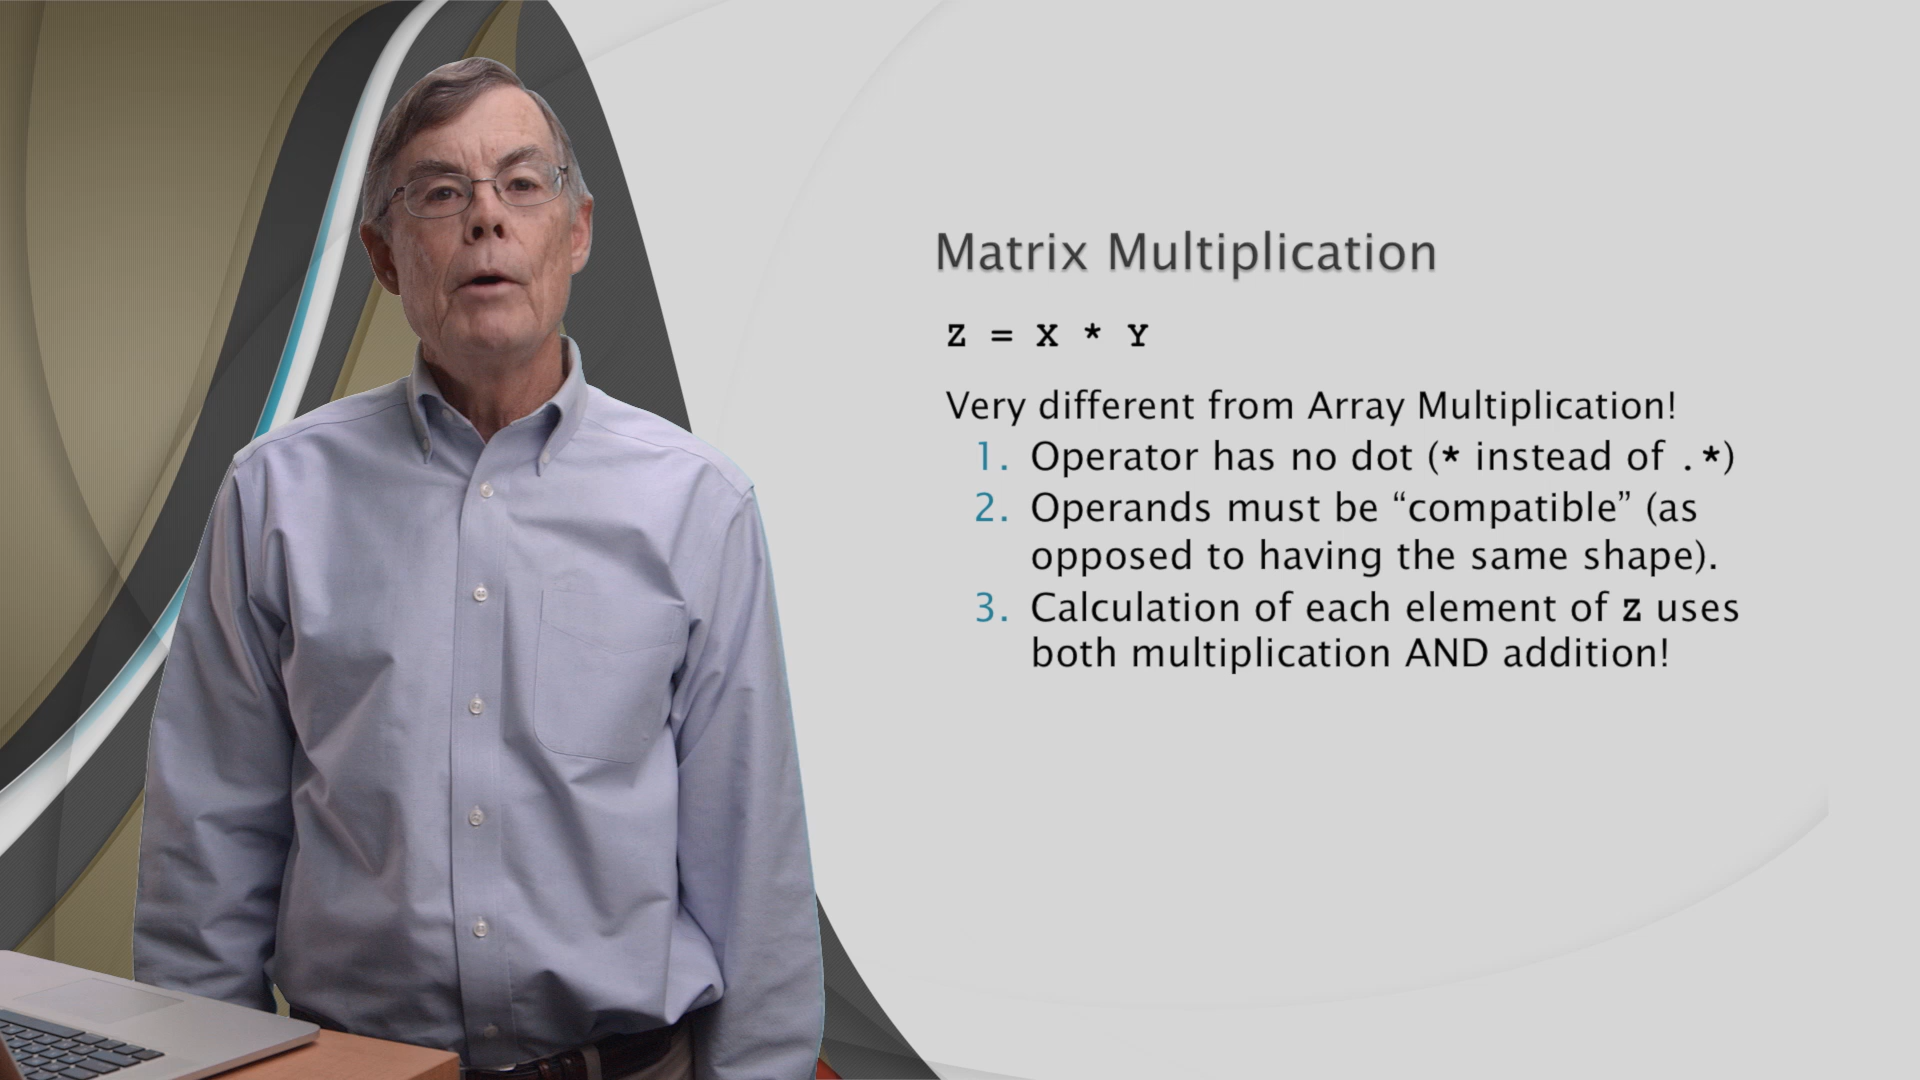 Matrix Multiplication
Z = X * Y
Very different from Array Multiplication!
1. Operator has no dot (* instead of .*)
2. Operands must be “compatible” (as
opposed to having the same shape).
3. Calculation of each element of Z uses
both multiplication AND addition!